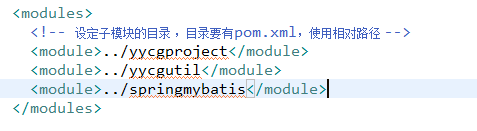 <modules>
<!-- 设定子模块的目录，目录要有pom.xml，使用相对路径 -->
<module>../yycgproject</module>
<module>../yycgutil</module>
<module>../springmybatis</module>
</modules>